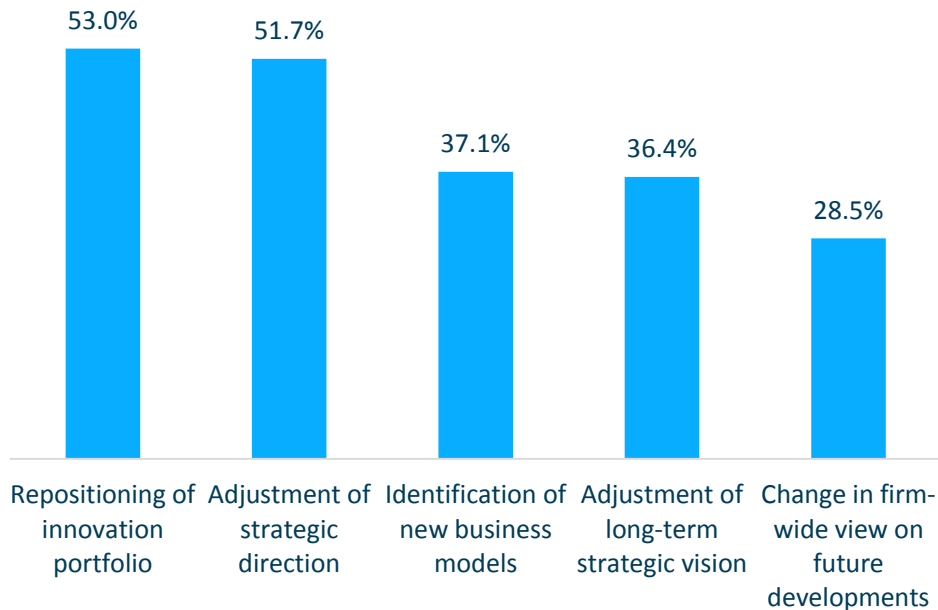 53.0%
51.7%
37.1%
36.4%
28.5%
Repositioning of
innovation
portfolio
Adjustment of
strategic
direction
Identification of
new business
models
Adjustment of
long-term
strategic vision
Change in firm-
wide view on
future
developments